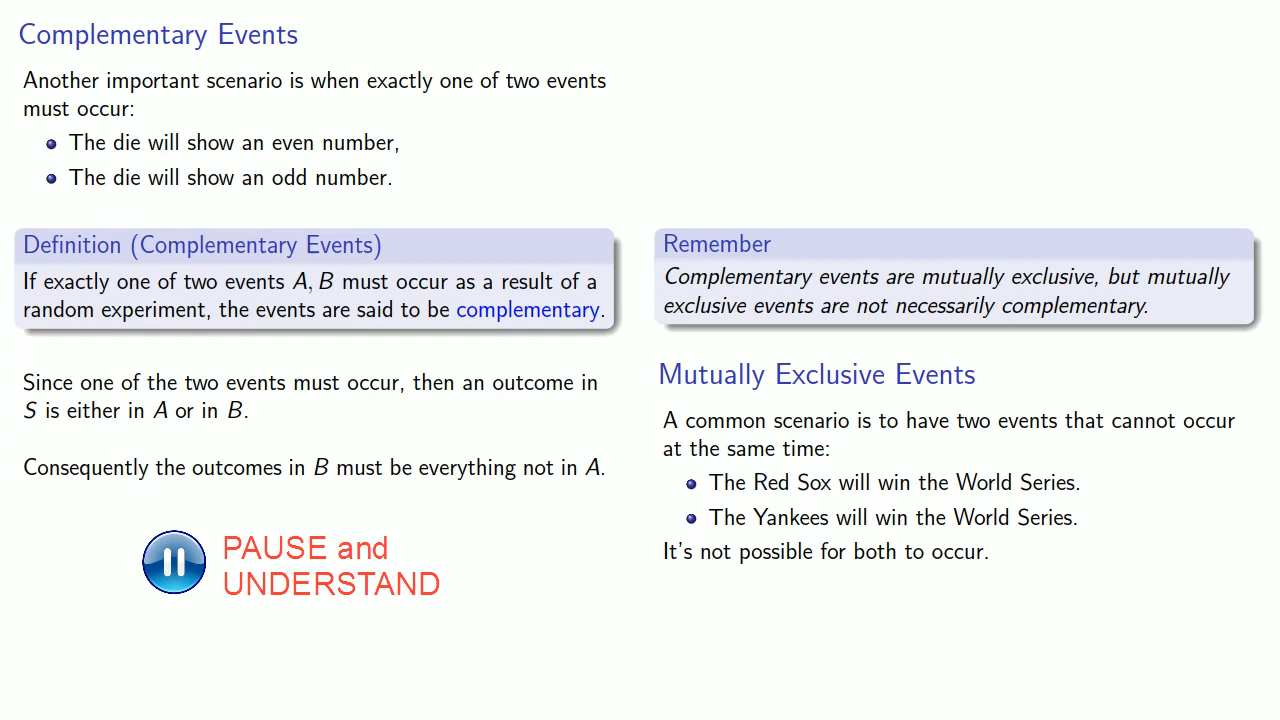 Complementary Events
Another important scenario is when exactly one of two events
must occur:
The die will show an even number,
The die will show an odd number.
Definition (Complementary Events)
If exactly one of two events A, B must occur as a result of a
random experiment, the events are said to be complementary.
Since one of the two events must occur, then an outcome in
S is either in A or in B.
Consequently the outcomes in B must be everything not in A.
PAUSE and
UNDERSTAND
Remember
Complementary events are mutually exclusive, but mutually
exclusive events are not necessarily complementary.
Mutually Exclusive Events
A common scenario is to have two events that cannot occur
at the same time:
The Red Sox will win the World Series.
The Yankees will win the World Series.
It's not possible for both to occur.